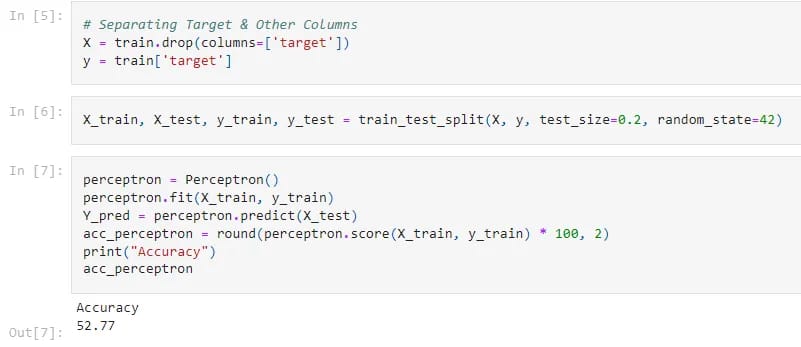 In [5]:
# Separating Target & Other Columns
X = train.drop(columns=['target'])
y = train['target']
In [6]:
X_train, X_test, y_train, y_test = train_test_split(X, y, test_size=0.2, random_state=42)
In [7]:
perceptron = Perceptron()
perceptron.fit(X_train, y_train)
Y_pred = perceptron.predict(X_test)
acc_perceptron = round(perceptron.score(X_train, y_train) * 100, 2)
print("Accuracy")
acc_perceptron
Accuracy
Out[7]: 52.77